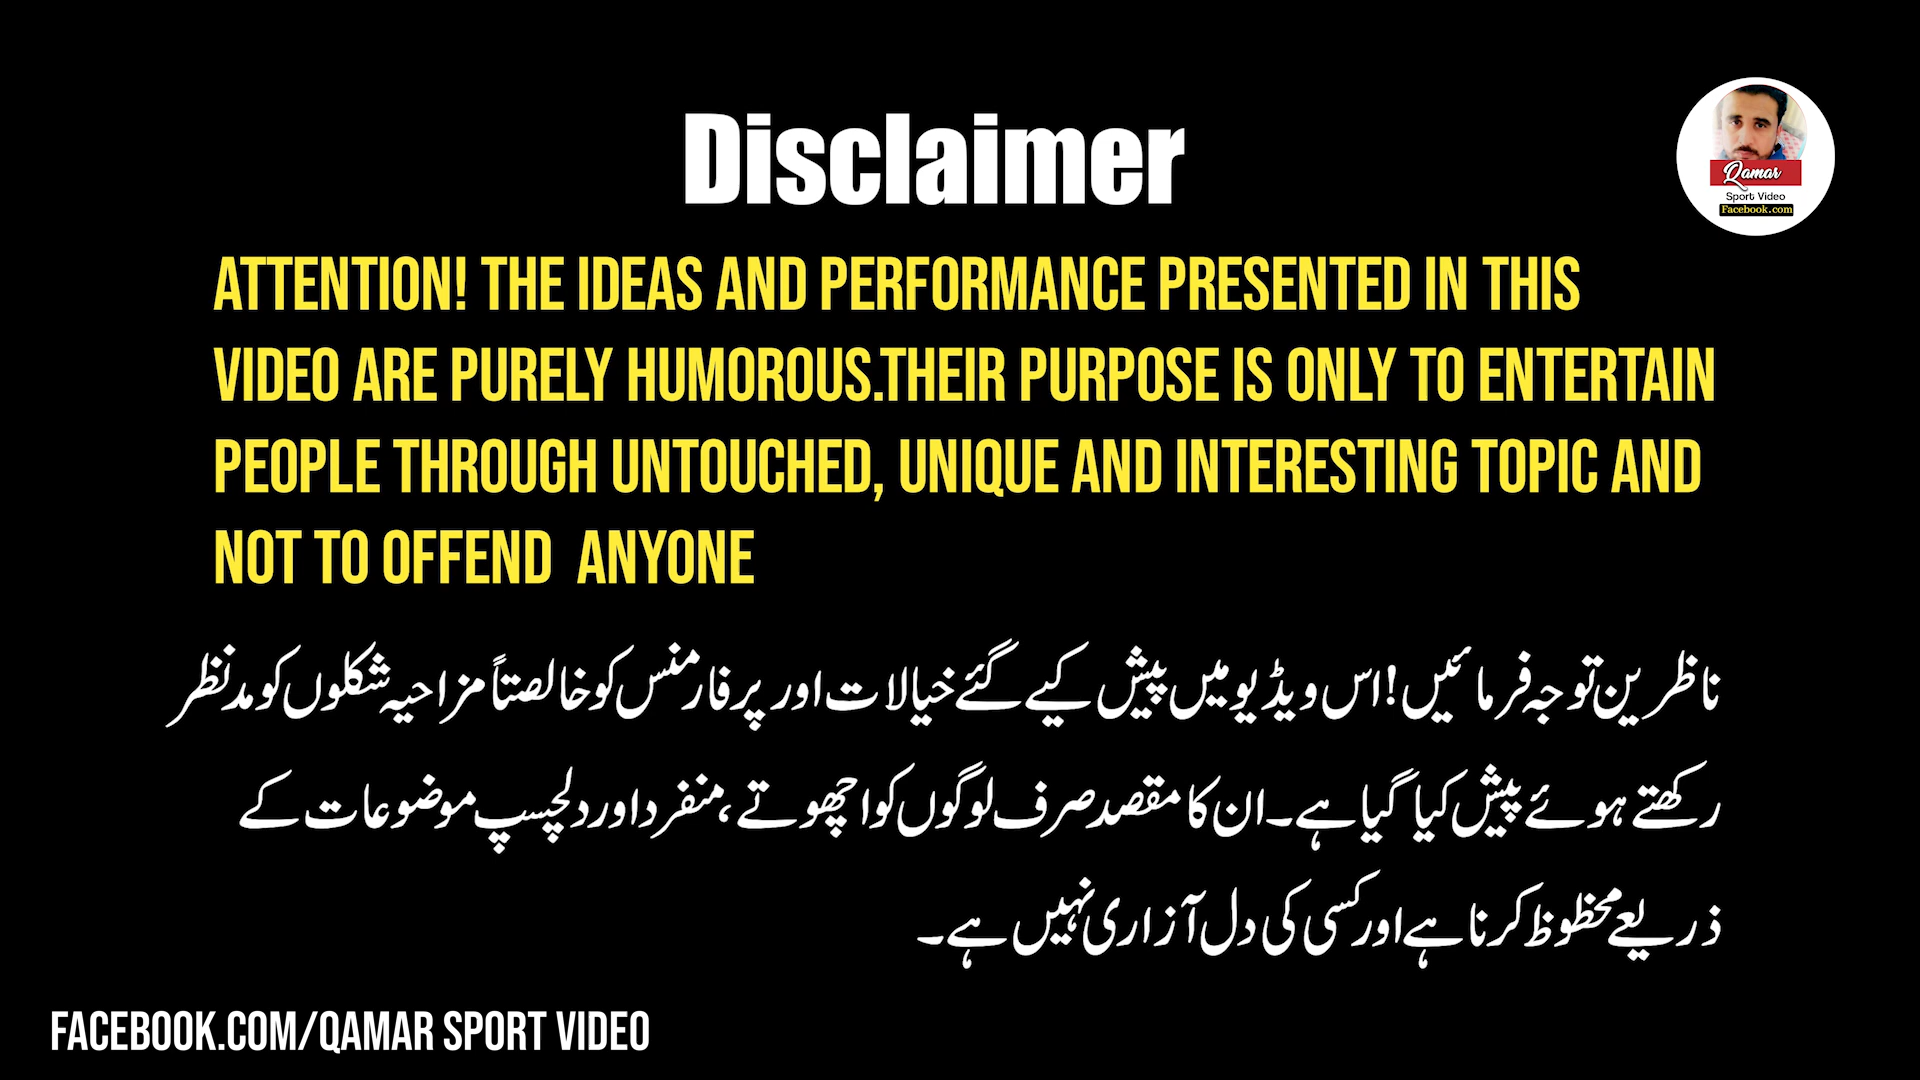 Disclaimer
Qamar
Sport Video
Facebook.com
ATTENTION! THE IDEAS AND PERFORMANCE PRESENTED IN THIS
VIDEO ARE PURELY HUMOROUS.THEIR PURPOSE IS ONLY TO ENTERTAIN
PEOPLE THROUGH UNTOUCHED, UNIQUE AND INTERESTING TOPIC AND
NOT TO OFFEND  ANYONE
ناظرین توجہ فرمائیں! اس ویڈیو میں پیش کیے گئے خیالات اور پرفارمنس کو خالصتاً مزاحیہ شکلوں کو مدنظر
رکھتے ہوئے پیش کیا گیا ہے۔ ان کا مقصد صرف لوگوں کو اچھوتے، منفرد اور دلچسپ موضوعات کے
ذریعے محظوظ کرنا ہے اور کسی کی دل آزاری نہیں ہے۔
FACEBOOK.COM/QAMAR SPORT VIDEO